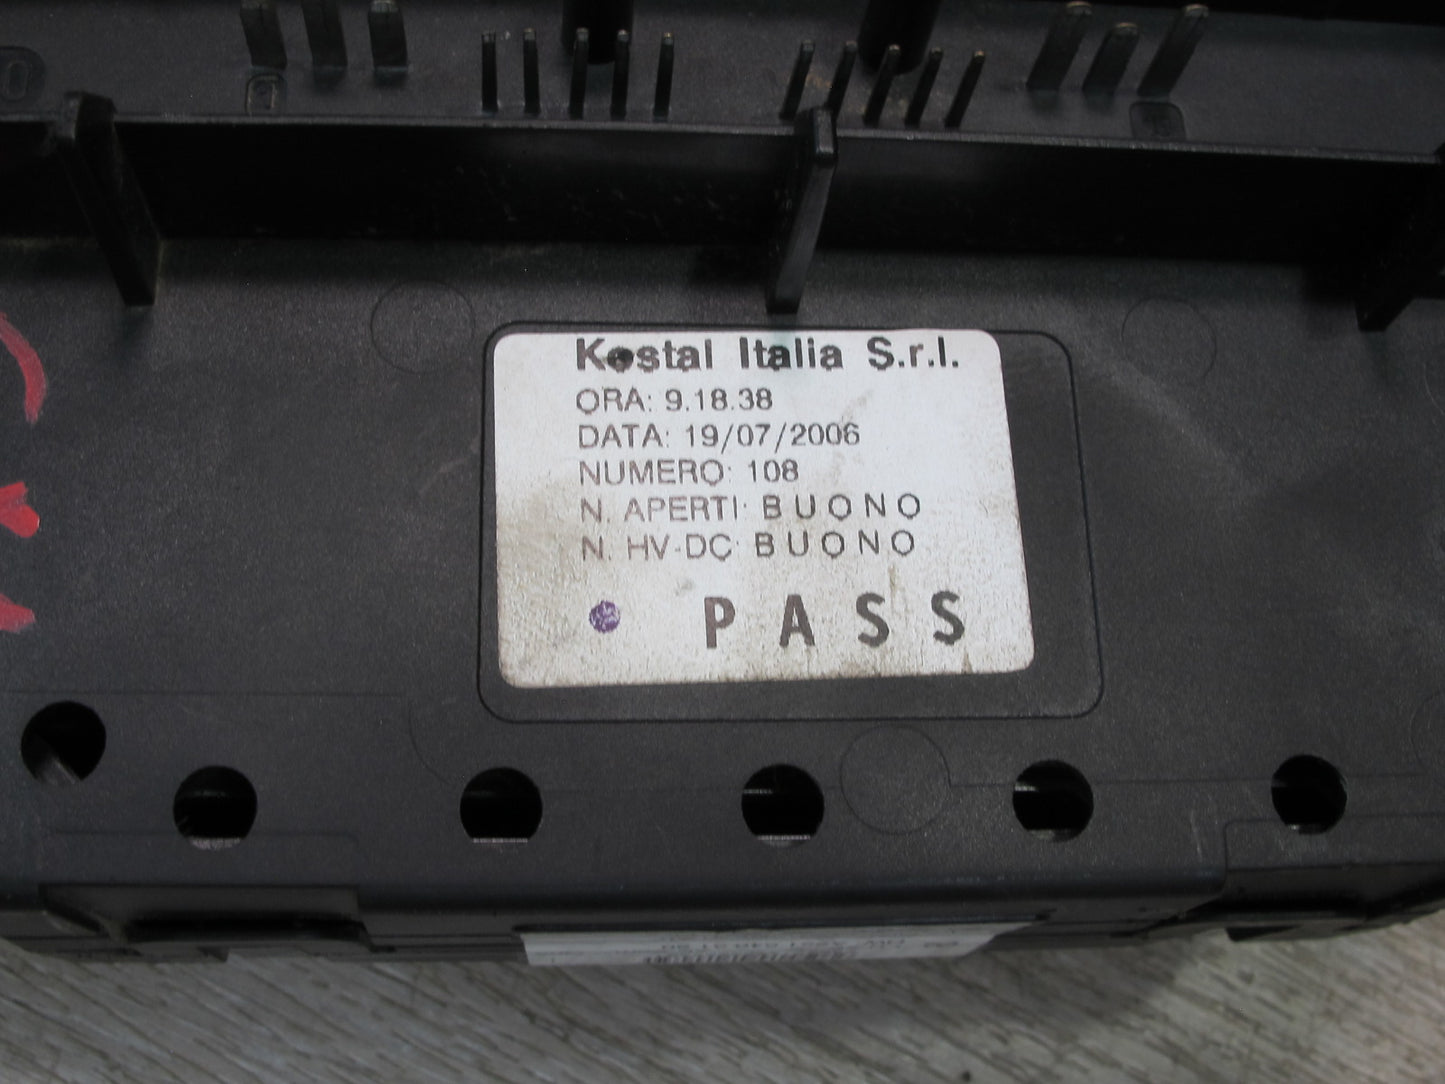 Kostal Italia S.r.l.
ORA: 9.18.38
DATA: 19/07/2006
NUMERO: 108
N. APERTI: BUONO
N. HV-DC: BUONO
PASS